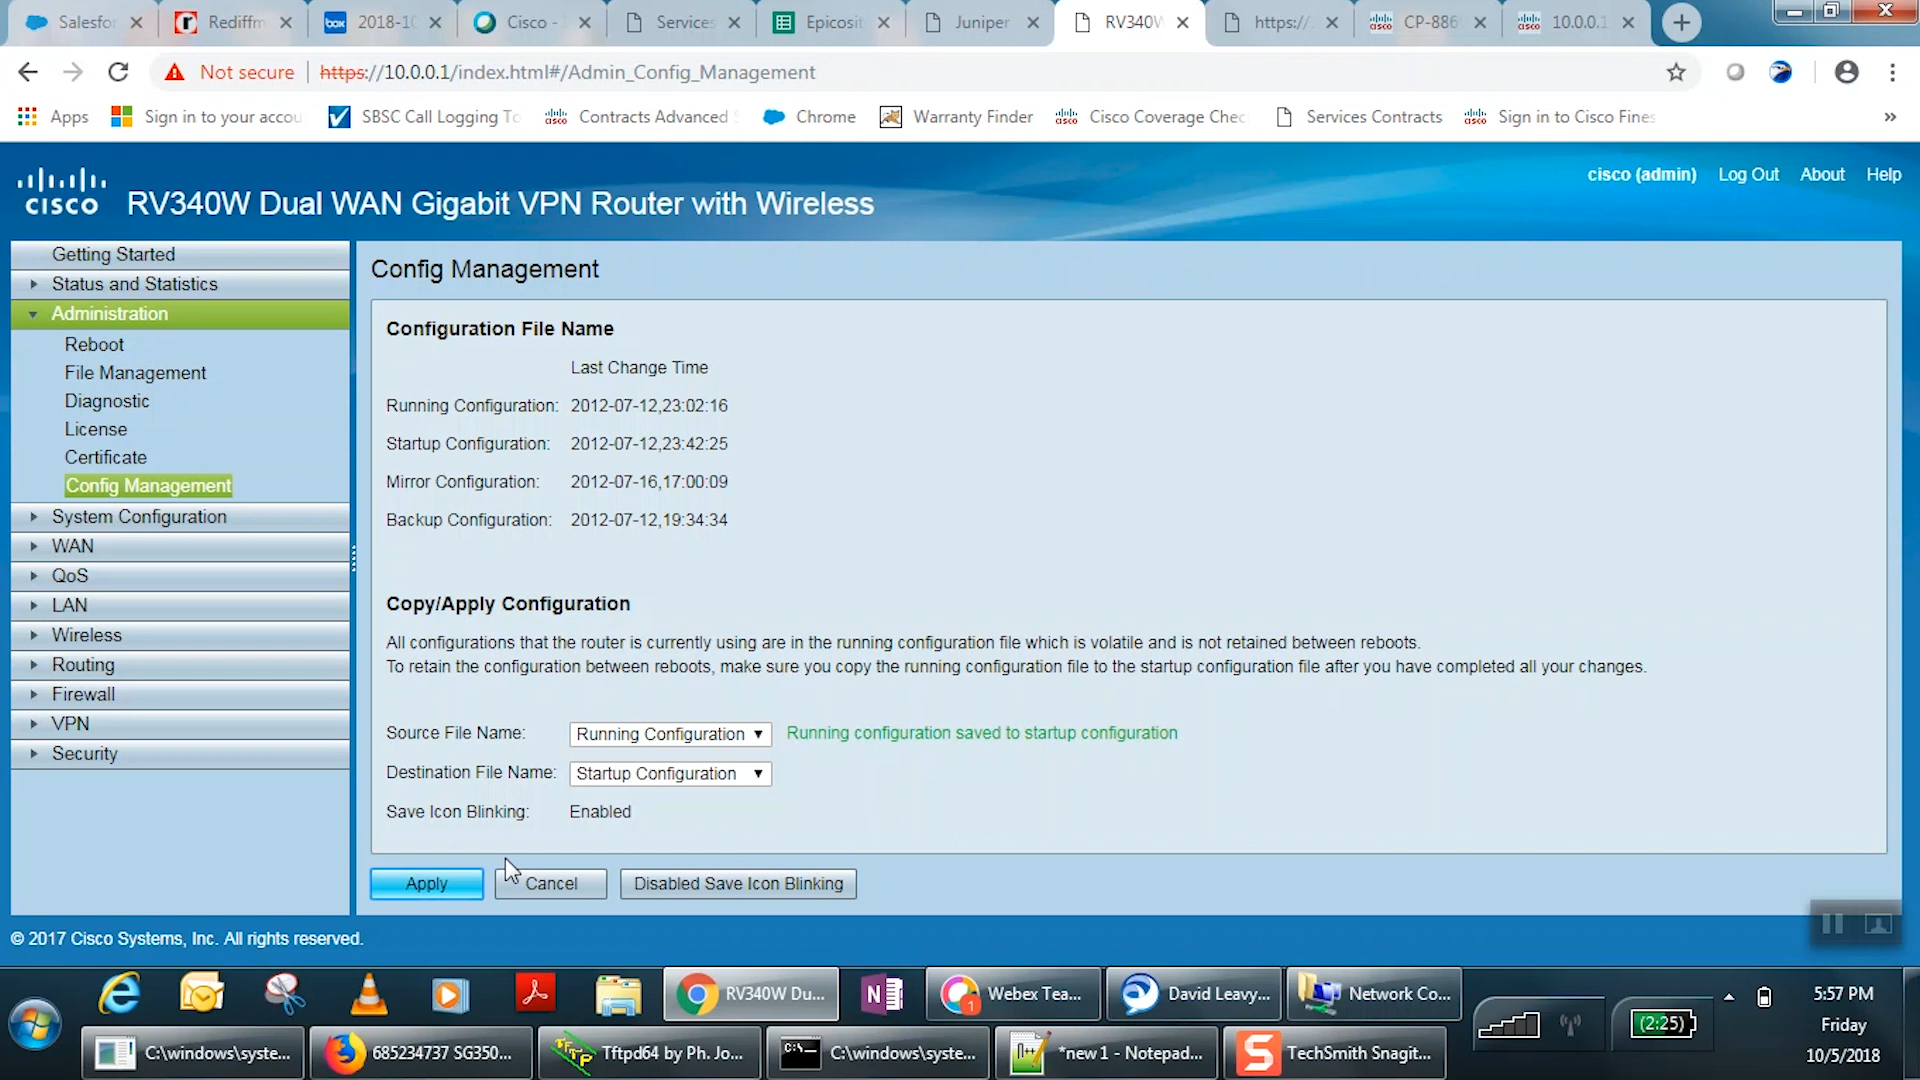 Salesfor
Rediffm
box
2018-10
Cisco -
Services
Epicosit
Juniper
RV340W
https://
CP-886
10.0.0.1
Not secure
https://10.0.0.1/index.html#/Admin_Config_Management
Apps
Sign in to your accou
SBSC Call Logging To
Contracts Advanced
Chrome
Warranty Finder
Cisco Coverage Chec
Services Contracts
Sign in to Cisco Fines
»
cisco (admin)
Log Out
About
Help
CISCO
RV340W Dual WAN Gigabit VPN Router with Wireless
Getting Started
Status and Statistics
Administration
Reboot
File Management
Diagnostic
License
Certificate
Config Management
System Configuration
WAN
QoS
LAN
Wireless
Routing
Firewall
VPN
Security
Config Management
Configuration File Name
Last Change Time
Running Configuration: 2012-07-12,23:02:16
Startup Configuration: 2012-07-12,23:42:25
Mirror Configuration: 2012-07-16,17:00:09
Backup Configuration: 2012-07-12,19:34:34
Copy/Apply Configuration
All configurations that the router is currently using are in the running configuration file which is volatile and is not retained between reboots.
To retain the configuration between reboots, make sure you copy the running configuration file to the startup configuration file after you have completed all your changes.
Source File Name: Running Configuration Running configuration saved to startup configuration
Destination File Name: Startup Configuration
Save Icon Blinking: Enabled
Apply
Cancel
Disabled Save Icon Blinking
© 2017 Cisco Systems, Inc. All rights reserved.
RV340W Du...
Webex Tea...
1
David Leavy...
Network Co...
C:\windows\syste...
685234737 SG350...
Tftpd64 by Ph. Jo...
C:\windows\syste...
*new 1 - Notepad...
TechSmith Snagit...
(2:25)
5:57 PM
Friday
10/5/2018